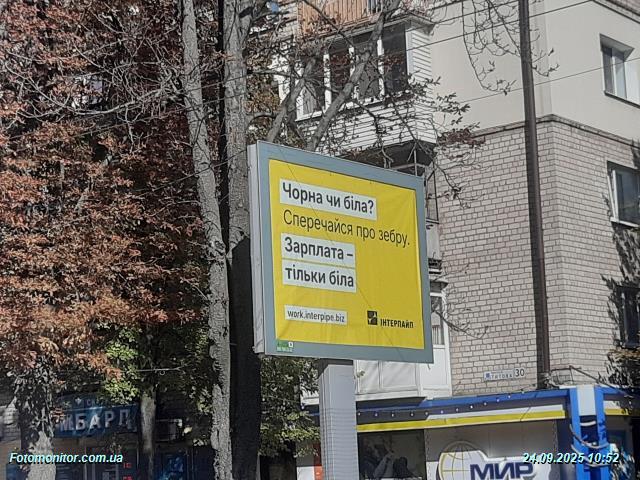 Чорна чи біла?
Сперечайся про зебру.
Зарплата –
тільки біла
work.interpipe.biz
ІНТЕРПАЙП
30
МИР
Fotomonitor.com.ua
24.09.2025 10:52